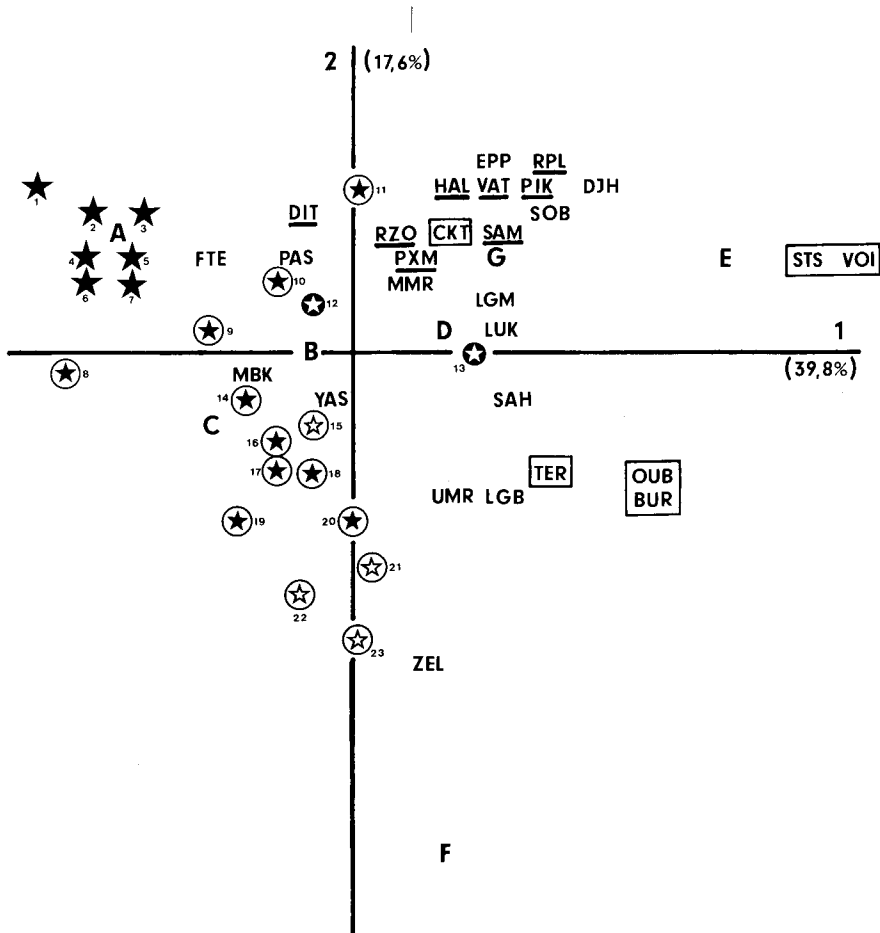 2 (17,6%)
EPP RPL
1 HAL VAT PIK DJH
11
2 3 DIT SOB
A RZO CKT SAM
4 5 FTE PAS PXM G E STS VOI
6 7 10 MMR
12 LGM
9 D LUK 1
B
8 13 (39,8%)
MBK
14 YAS SAH
C 15
16
17 18 TER OUB
UMR LGB BUR
19 20
21
22
23
ZEL
F